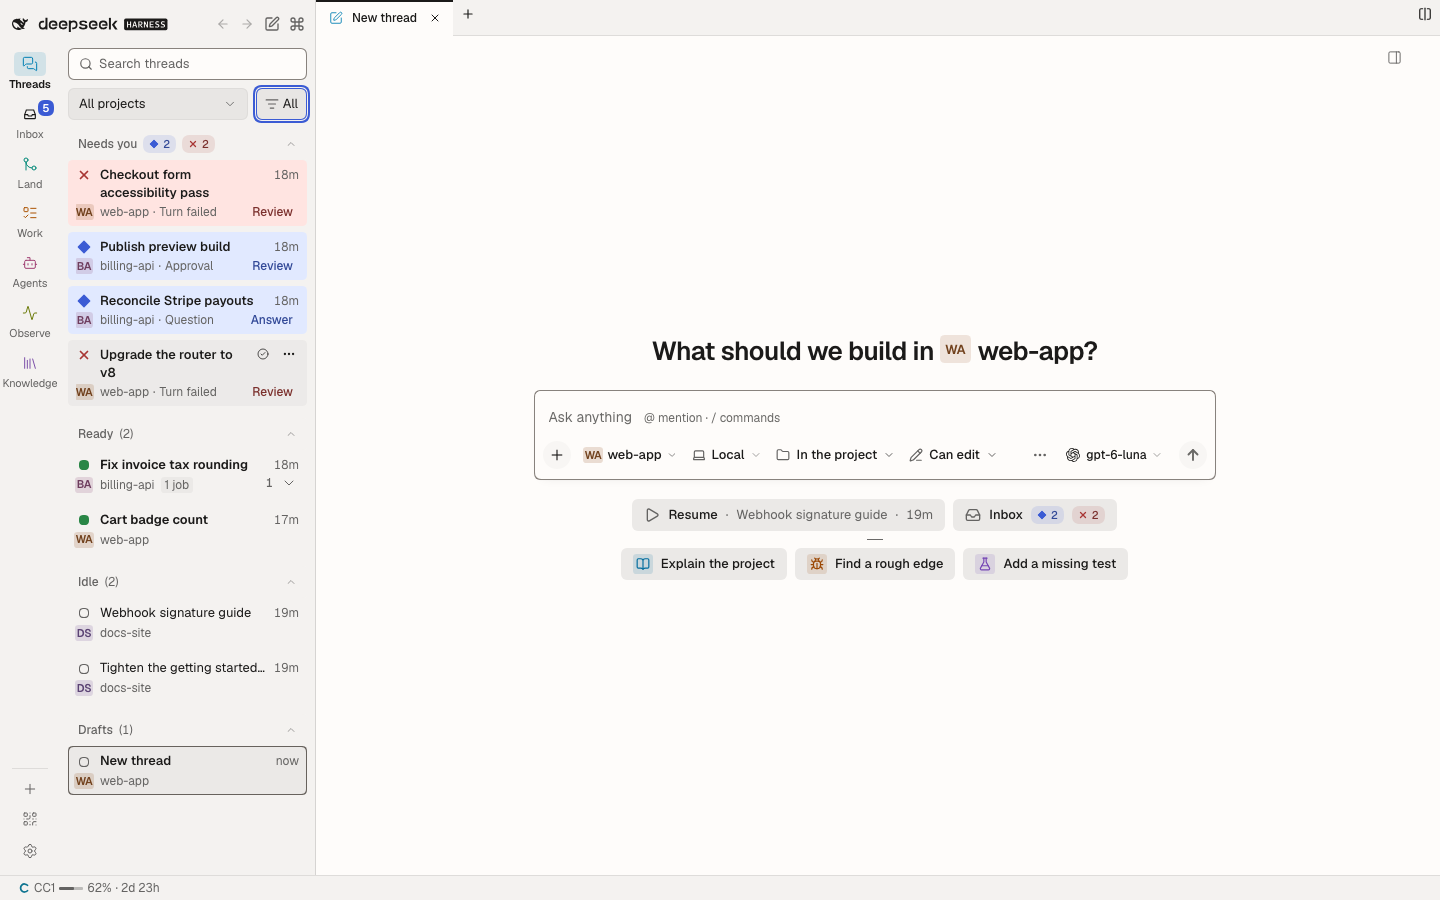 deepseek HARNESS
New thread
Threads
5
Inbox
Land
Work
Agents
Observe
Knowledge
Search threads
All projects
All
Needs you 2 2
Checkout form accessibility pass 18m
WA web-app · Turn failed Review
Publish preview build 18m
BA billing-api · Approval Review
Reconcile Stripe payouts 18m
BA billing-api · Question Answer
Upgrade the router to v8
WA web-app · Turn failed Review
Ready (2)
Fix invoice tax rounding 18m
BA billing-api 1 job 1
Cart badge count 17m
WA web-app
Idle (2)
Webhook signature guide 19m
DS docs-site
Tighten the getting started… 19m
DS docs-site
Drafts (1)
New thread now
WA web-app
What should we build in WA web-app?
Ask anything @ mention · / commands
WA web-app Local In the project Can edit gpt-6-luna
Resume · Webhook signature guide · 19m
Inbox 2 2
Explain the project
Find a rough edge
Add a missing test
C CC1 62% · 2d 23h